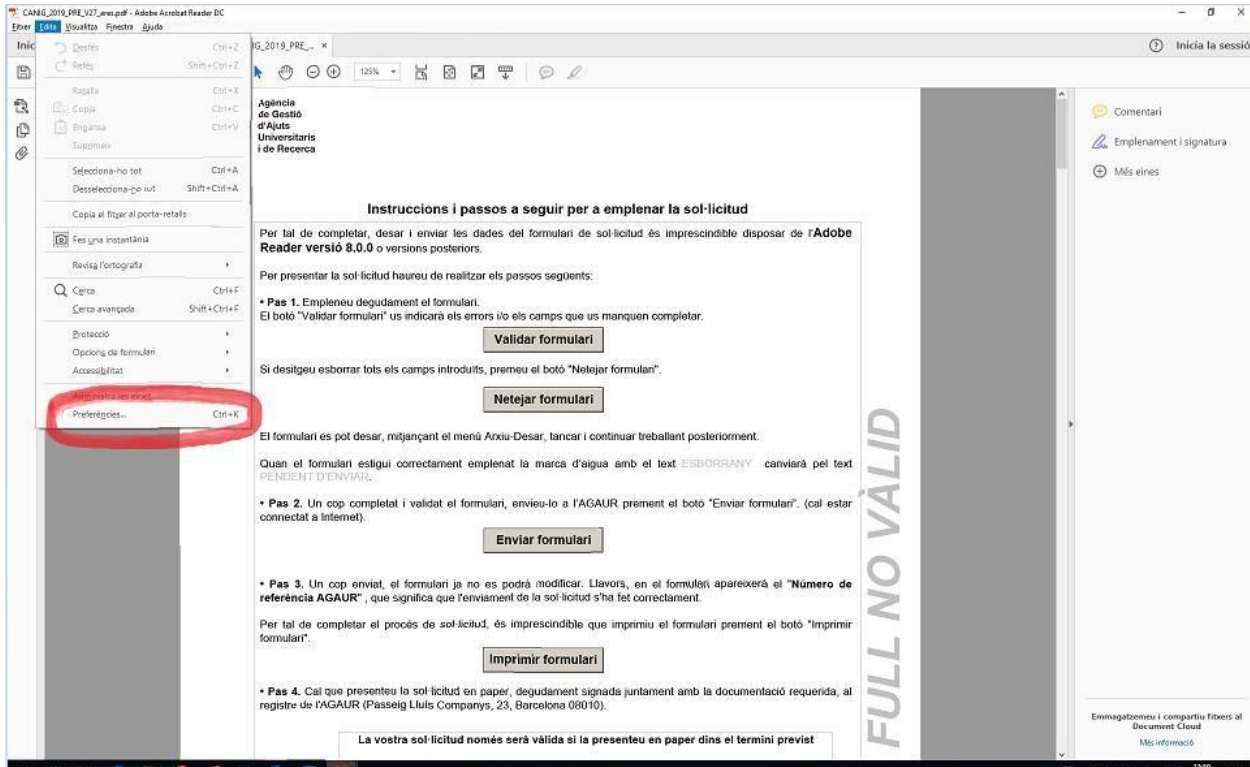 CANIG_2019_PRE_V27_ares.pdf - Adobe Acrobat Reader DC
Fitxer Edita Visualitza Finestra Ajuda
Inic
IG_2019_PRE_... ×
Inicia la sessió
Desfés Ctrl+Z
Refés Shift+Ctrl+Z
125%
Retalla Ctrl+X
Copia Ctrl+C
Enganxa Ctrl+V
Suprimeix
Selecciona-ho tot Ctrl+A
Desselecciona-ho tot Shift+Ctrl+A
Copia el fitxer al porta-retalls
Fes una instantània
Revisa l'ortografia
Cerca Ctrl+F
Cerca avançada Shift+Ctrl+F
Protecció
Opcions de formulari
Accessibilitat
Administra les eines
Preferències... Ctrl+K
Agència
de Gestió
d'Ajuts
Universitaris
i de Recerca
Instruccions i passos a seguir per a emplenar la sol·licitud
Per tal de completar, desar i enviar les dades del formulari de sol·licitud és imprescindible disposar de l'Adobe
Reader versió 8.0.0 o versions posteriors.
Per presentar la sol·licitud haureu de realitzar els passos següents:
• Pas 1. Empleneu degudament el formulari.
El botó "Validar formulari" us indicarà els errors i/o els camps que us manquen completar.
Validar formulari
Si desitgeu esborrar tots els camps introduïts, premeu el botó "Netejar formulari".
Netejar formulari
El formulari es pot desar, mitjançant el menú Arxiu-Desar, tancar i continuar treballant posteriorment.
Quan el formulari estigui correctament emplenat la marca d'aigua amb el text ESBORRANY canviarà pel text
PENDENT D'ENVIAR.
• Pas 2. Un cop completat i validat el formulari, envieu-lo a l'AGAUR prement el botó "Enviar formulari". (cal estar
connectat a Internet).
Enviar formulari
• Pas 3. Un cop enviat, el formulari ja no es podrà modificar. Llavors, en el formulari apareixerà el "Número de
referència AGAUR" , que significa que l'enviament de la sol·licitud s'ha fet correctament.
Per tal de completar el procés de sol·licitud, és imprescindible que imprimiu el formulari prement el botó "Imprimir
formulari".
Imprimir formulari
• Pas 4. Cal que presenteu la sol·licitud en paper, degudament signada juntament amb la documentació requerida, al
registre de l'AGAUR (Passeig Lluís Companys, 23, Barcelona 08010).
La vostra sol·licitud només serà vàlida si la presenteu en paper dins el termini previst
FULL NO VÀLID
Comentari
Emplenament i signatura
Més eines
Emmagatzemeu i compartiu fitxers al
Document Cloud
Més informació